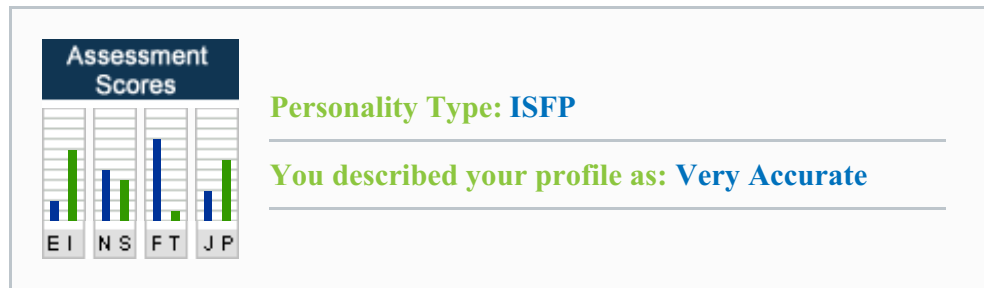 Assessment
Scores
Personality Type: ISFP
You described your profile as: Very Accurate
E I N S F T J P